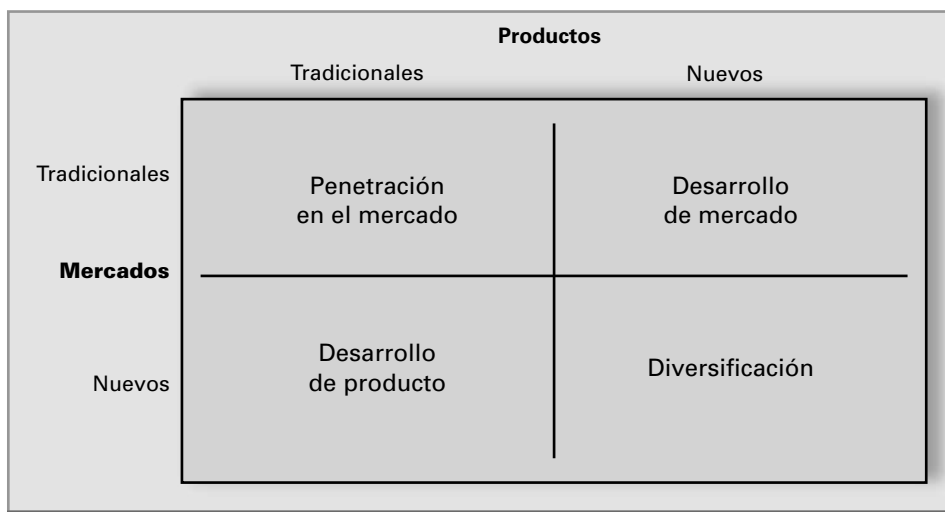 Productos
Tradicionales
Nuevos
Tradicionales
Penetración
en el mercado
Desarrollo
de mercado
Mercados
Nuevos
Desarrollo
de producto
Diversificación